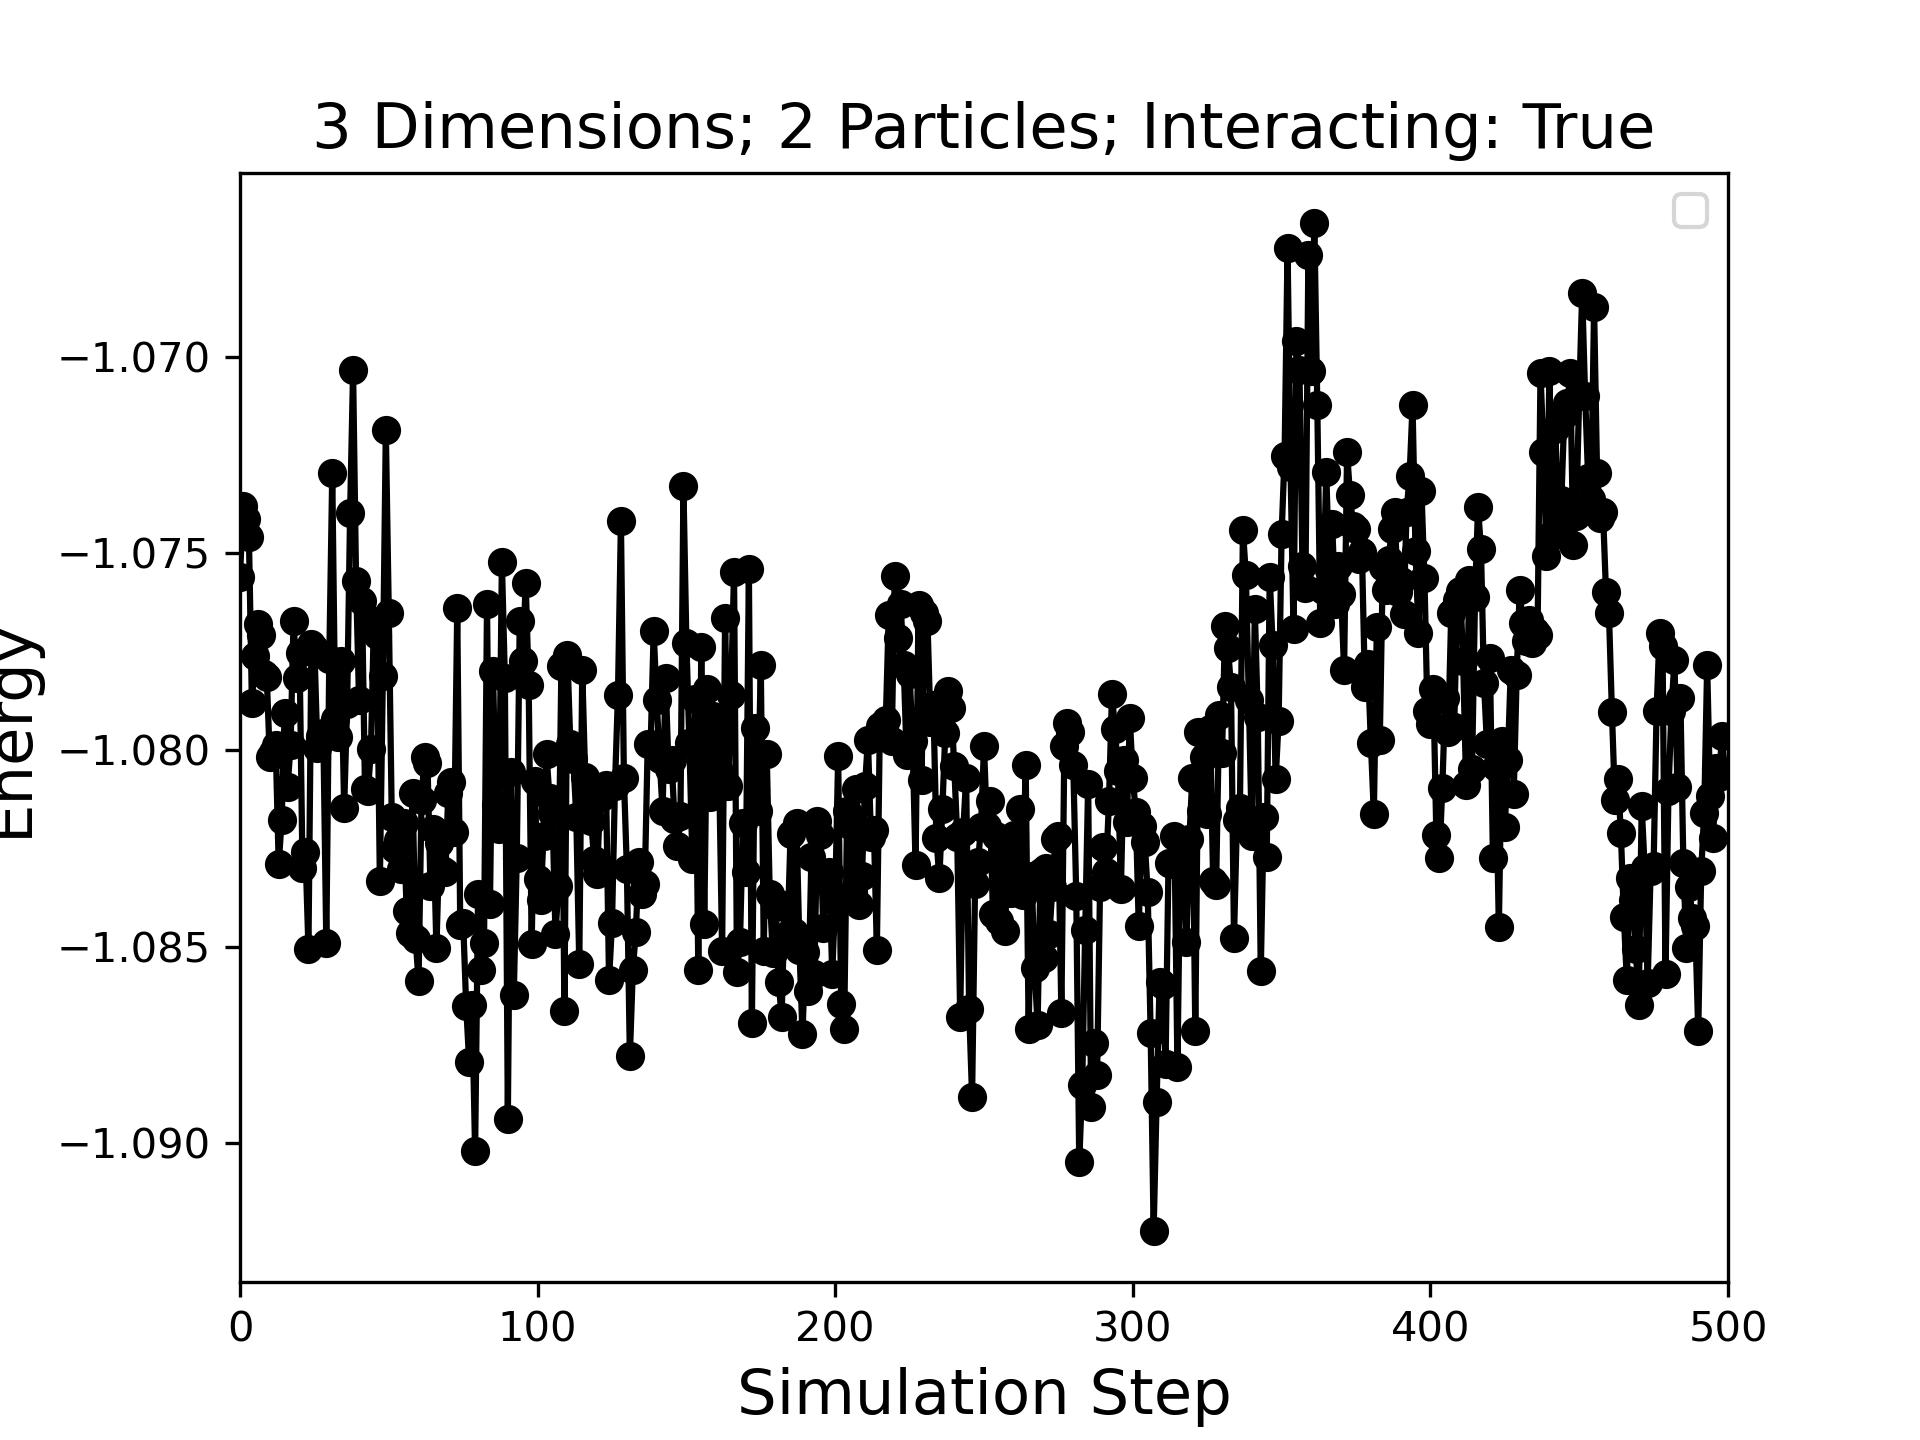 3 Dimensions; 2 Particles; Interacting: True
Energy
−1.070
−1.075
−1.080
−1.085
−1.090
0 100 200 300 400 500
Simulation Step